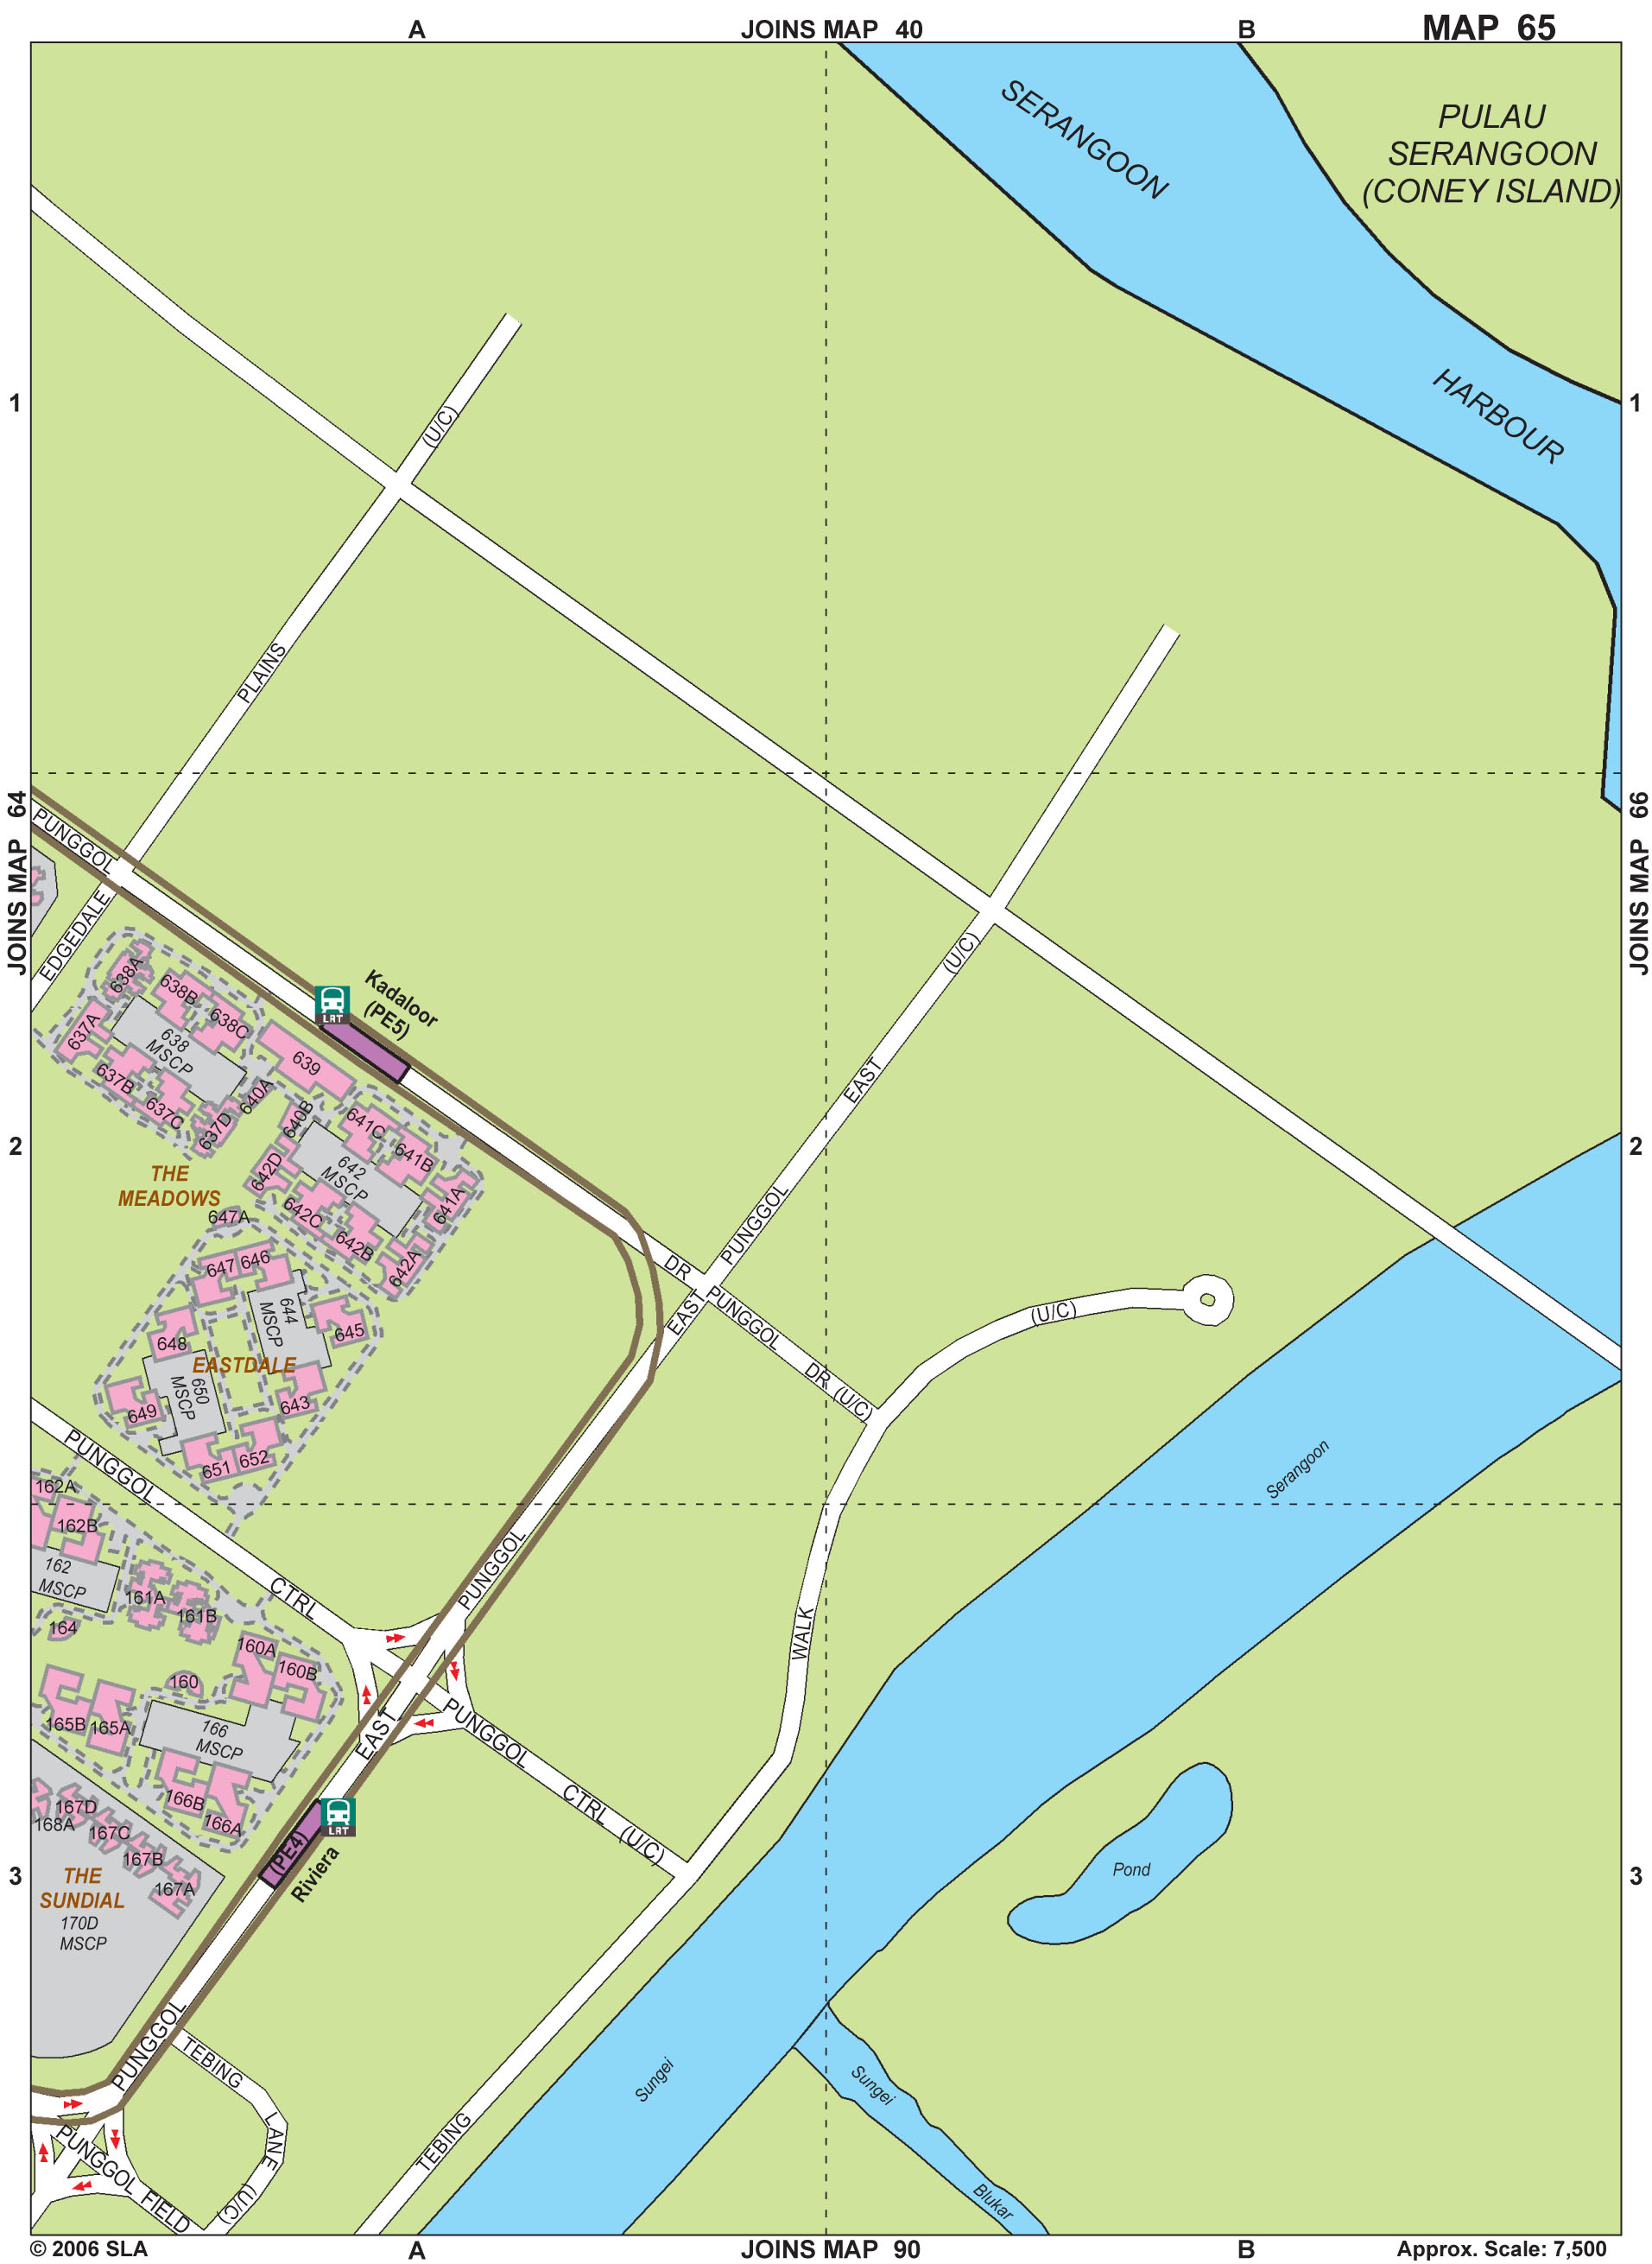 A
JOINS MAP 40
B
MAP 65
SERANGOON
HARBOUR
PULAU
SERANGOON
(CONEY ISLAND)
1
1
(U/C)
PLAINS
JOINS MAP 64
JOINS MAP 66
PUNGGOL
EDGEDALE
(U/C)
EAST
PUNGGOL
Kadaloor
(PE5)
LRT
638A
638B
638C
637A
638
MSCP
637B
637C
637D
639
640A
640B
641C
641B
641A
642
MSCP
642D
642C
642B
642A
2
2
THE
MEADOWS
647A
647
646
644
MSCP
645
648
EASTDALE
650
MSCP
649
643
651
652
DR
EAST
PUNGGOL
DR (U/C)
(U/C)
Serangoon
PUNGGOL
CTRL
PUNGGOL
162A
162B
162
MSCP
161A
161B
164
160A
160B
160
165B
165A
166
MSCP
166B
166A
EAST
PUNGGOL
CTRL
(U/C)
WALK
167D
168A
167C
167B
167A
(PE4)
LRT
Riviera
3
3
THE
SUNDIAL
170D
MSCP
Pond
PUNGGOL
TEBING
LANE
(U/C)
PUNGGOL FIELD
TEBING
Sungei
Sungei
Blukar
© 2006 SLA
A
JOINS MAP 90
B
Approx. Scale: 7,500